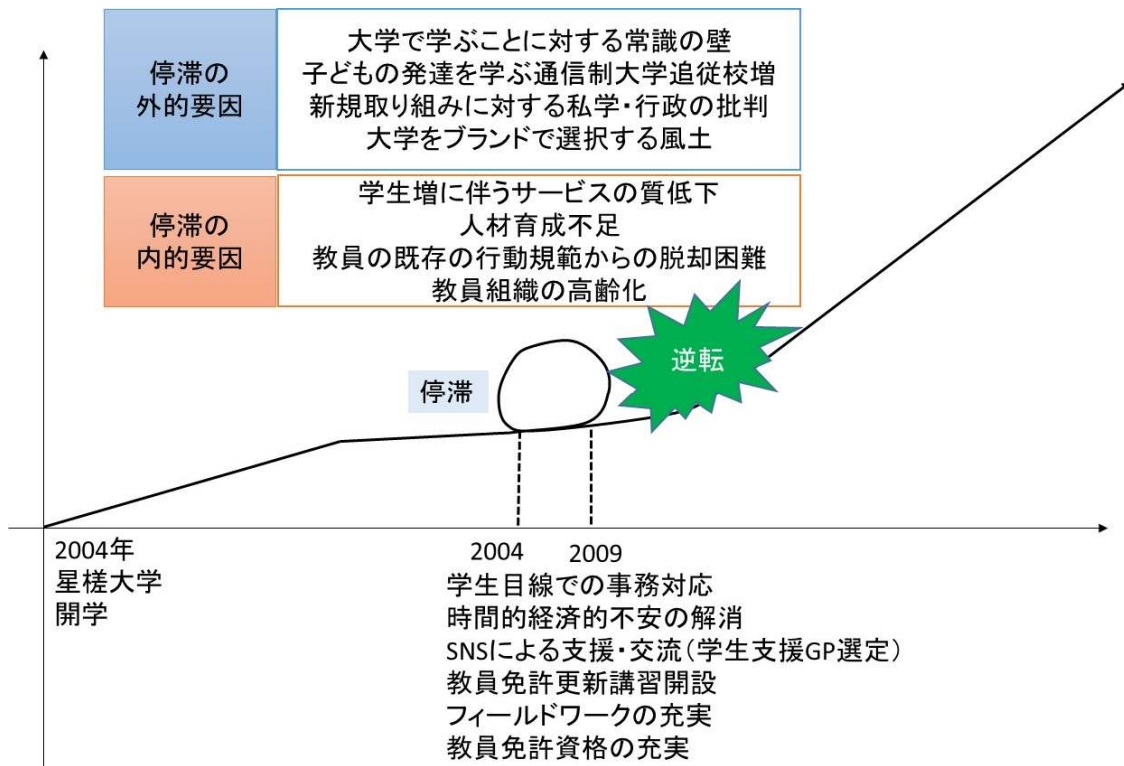 停滞の
外的要因
大学で学ぶことに対する常識の壁
子どもの発達を学ぶ通信制大学追従校増
新規取り組みに対する私学・行政の批判
大学をブランドで選択する風土
停滞の
内的要因
学生増に伴うサービスの質低下
人材育成不足
教員の既存の行動規範からの脱却困難
教員組織の高齢化
逆転
停滞
2004年
星槎大学
開学
2004
2009
学生目線での事務対応
時間的経済的不安の解消
SNSによる支援・交流（学生支援GP選定）
教員免許更新講習開設
フィールドワークの充実
教員免許資格の充実